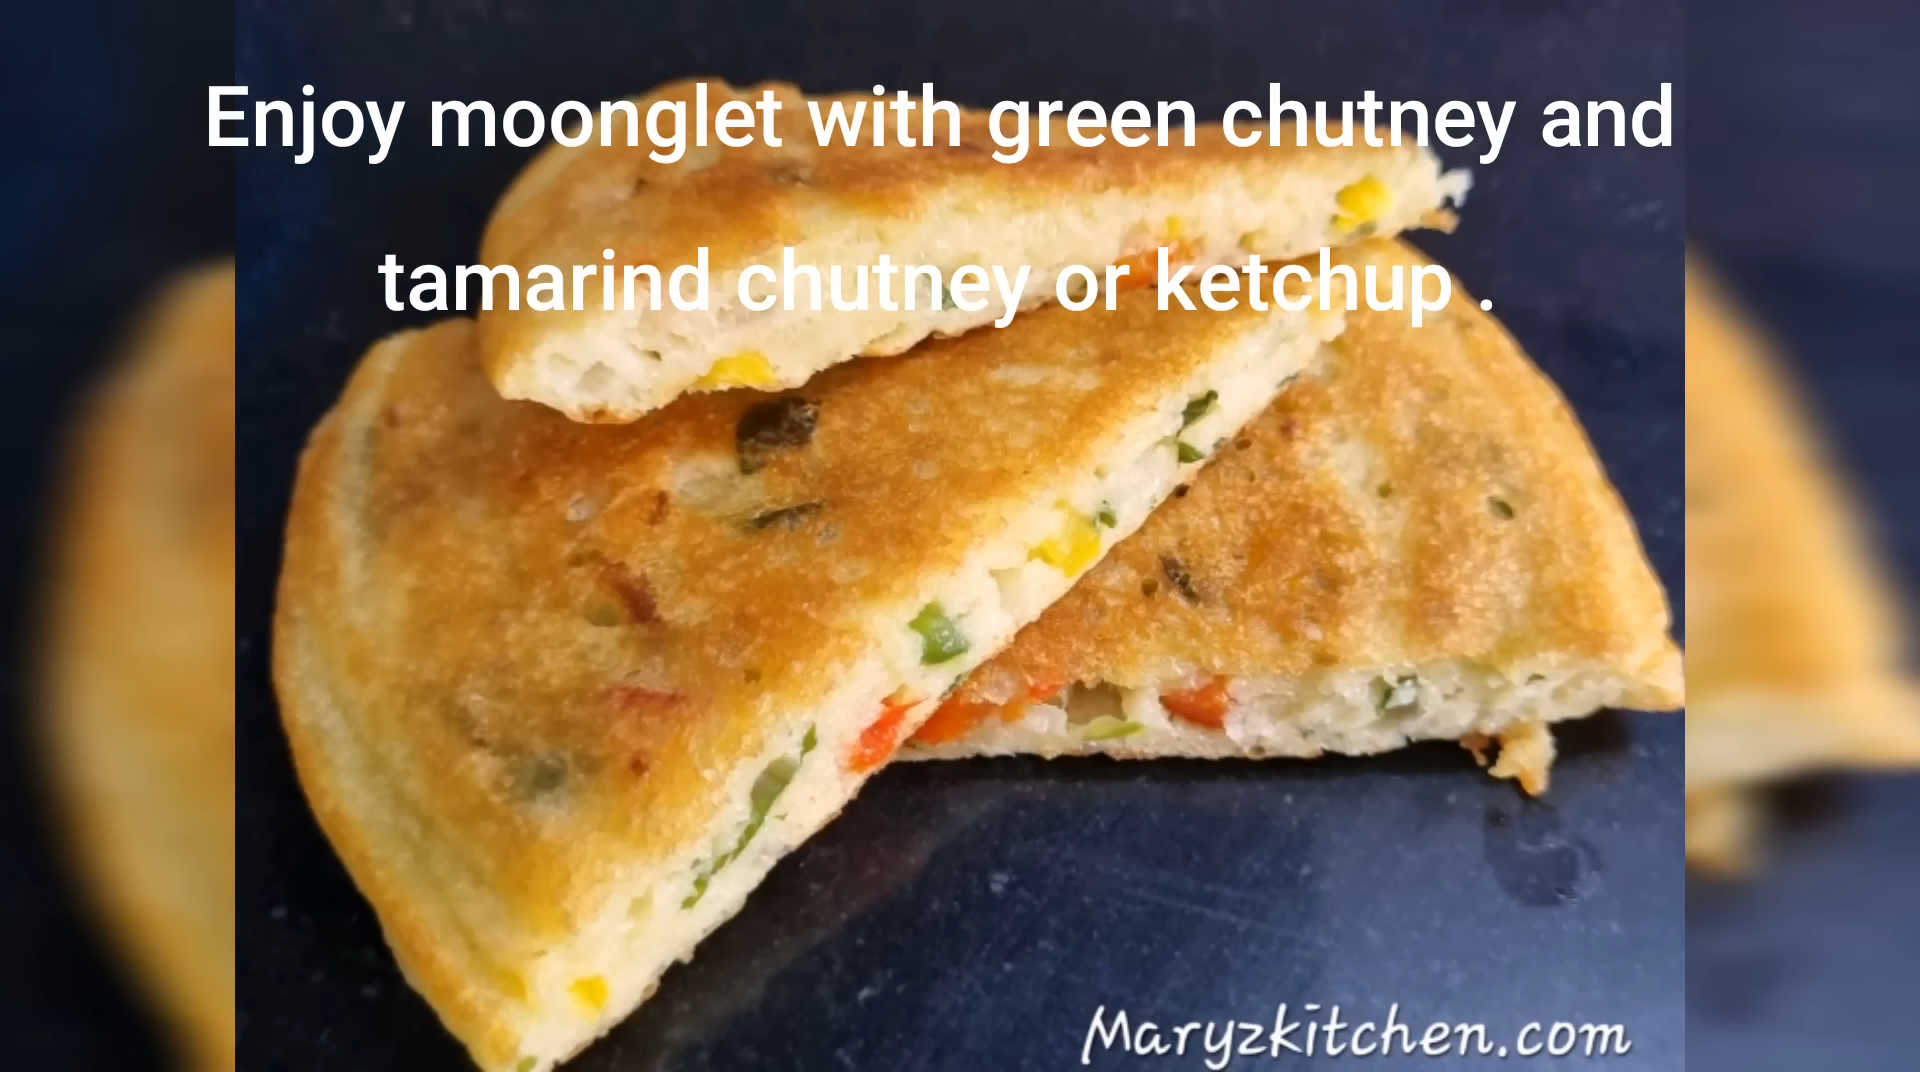 Enjoy moonglet with green chutney and
tamarind chutney or ketchup .
Maryzkitchen.com